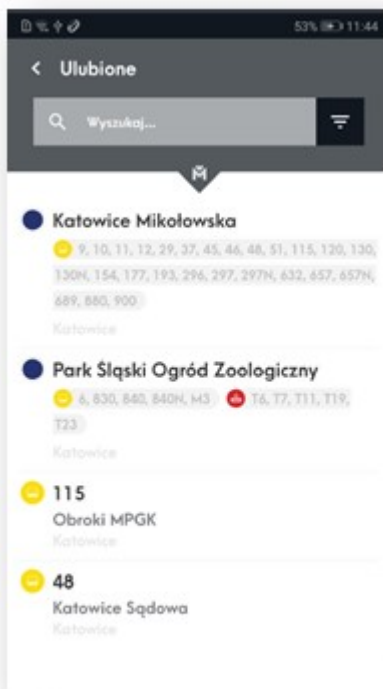 53% 11:44
Ulubione
Wyszukaj...
Katowice Mikołowska
9, 10, 11, 12, 29, 37, 45, 46, 48, 51, 115, 120, 130,
130N, 154, 177, 193, 296, 297, 297N, 632, 657, 657N,
689, 880, 900
Katowice
Park Śląski Ogród Zoologiczny
6, 830, 840, 840N, M3 T6, T7, T11, T19,
T23
Katowice
115
Obroki MPGK
Katowice
48
Katowice Sądowa
Katowice